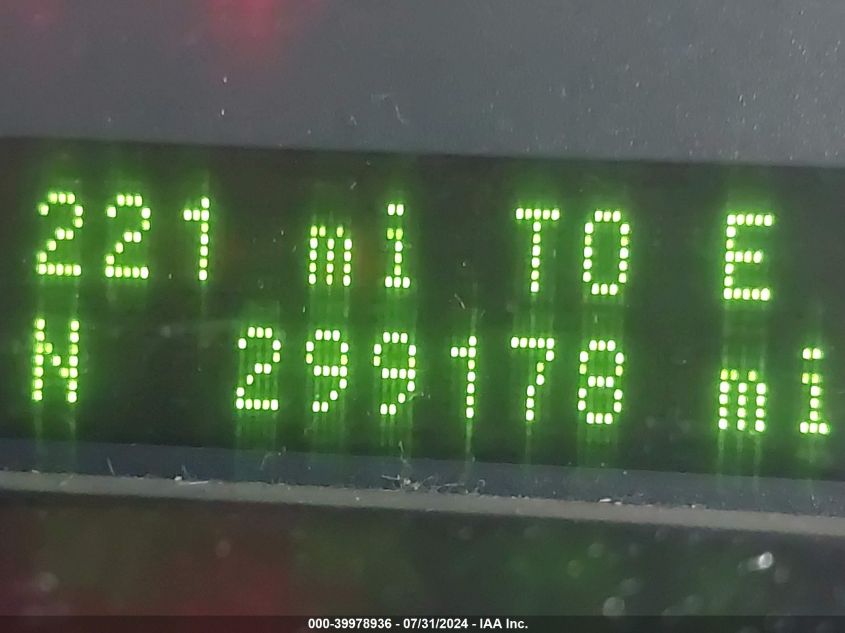 221 mi TO E
N 299178 mi
000-39978936 - 07/31/2024 - IAA Inc.